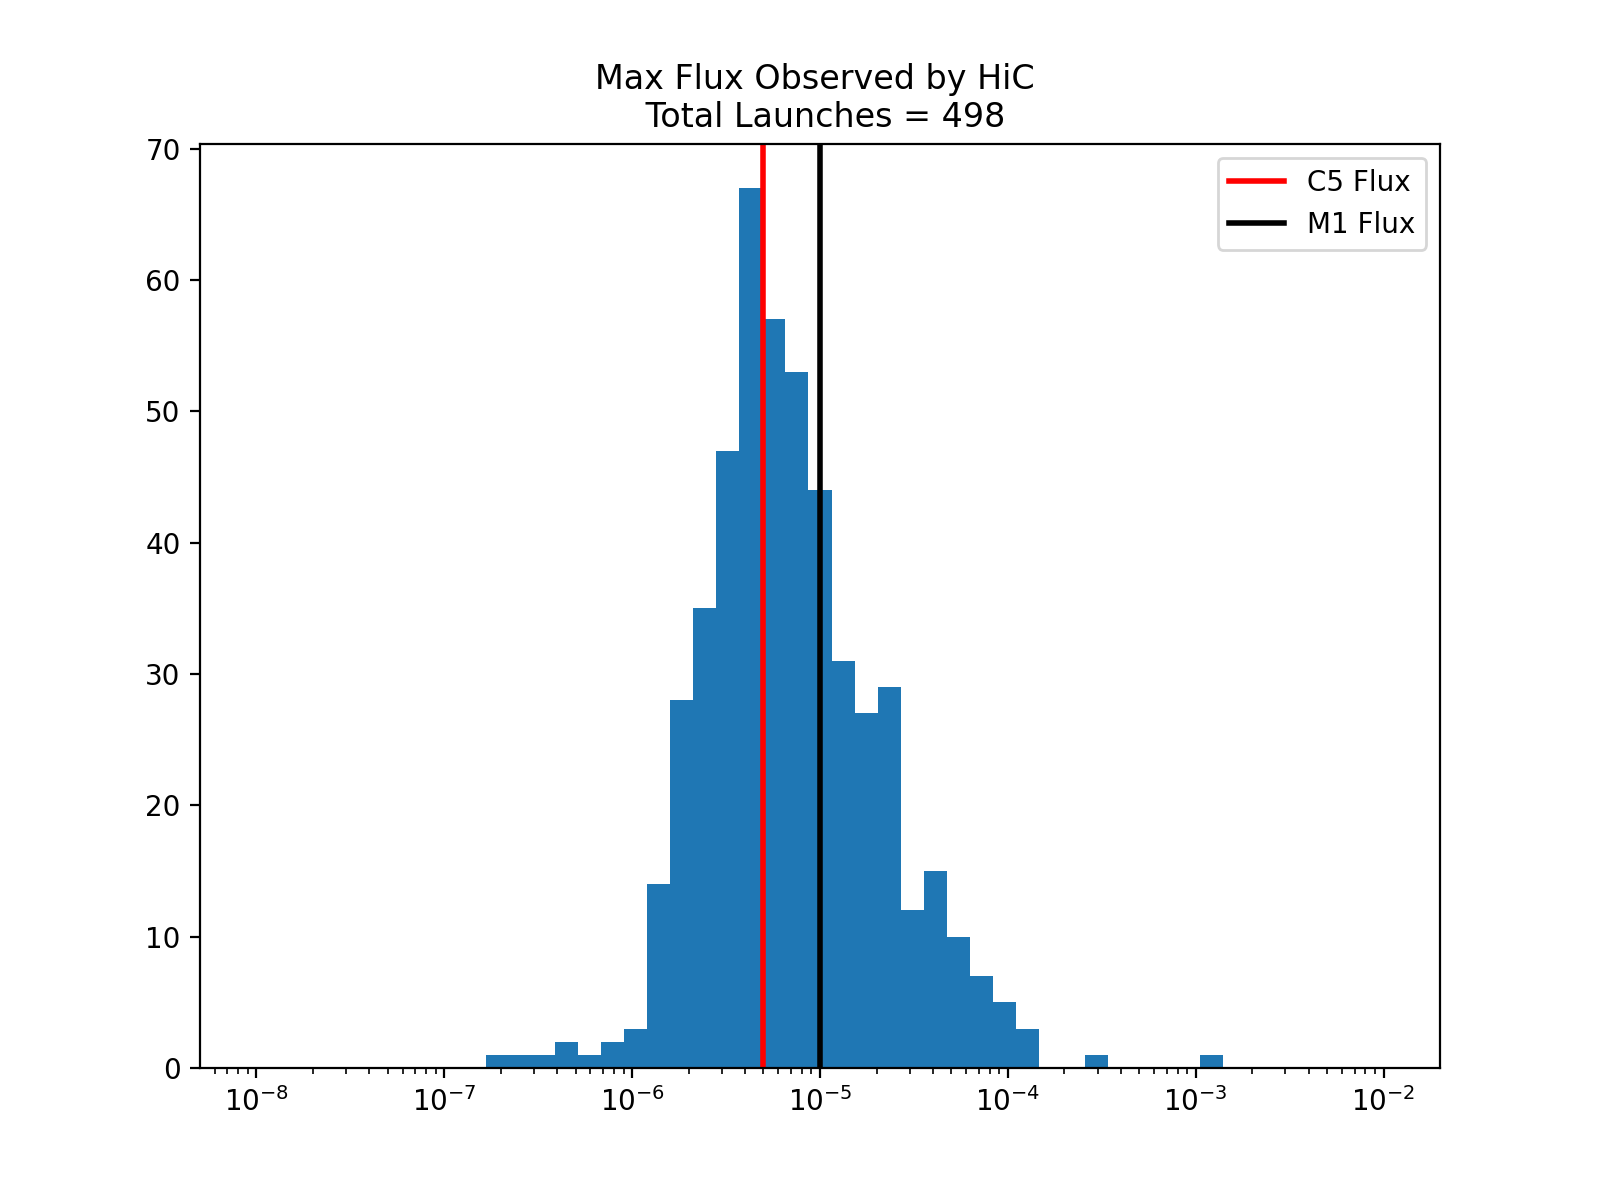 Max Flux Observed by HiC
Total Launches = 498
C5 Flux
M1 Flux
70
60
50
40
30
20
10
0
10⁻⁸ 10⁻⁷ 10⁻⁶ 10⁻⁵ 10⁻⁴ 10⁻³ 10⁻²